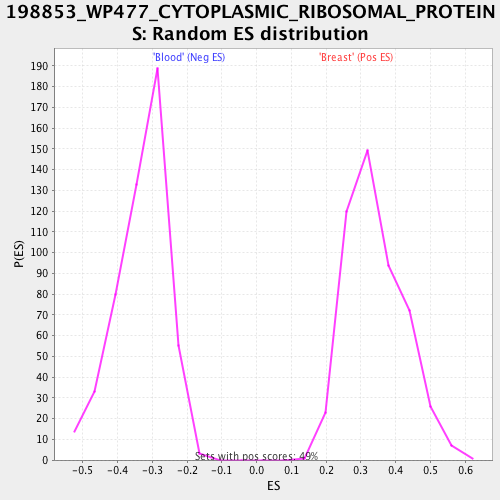 198853_WP477_CYTOPLASMIC_RIBOSOMAL_PROTEIN
S: Random ES distribution
'Blood' (Neg ES) 'Breast' (Pos ES)
190
180
170
160
150
140
130
120
110
100
90
80
70
60
50
40
30
20
10
0
P(ES)
Sets with pos scores: 49%
-0.5 -0.4 -0.3 -0.2 -0.1 0.0 0.1 0.2 0.3 0.4 0.5 0.6
ES